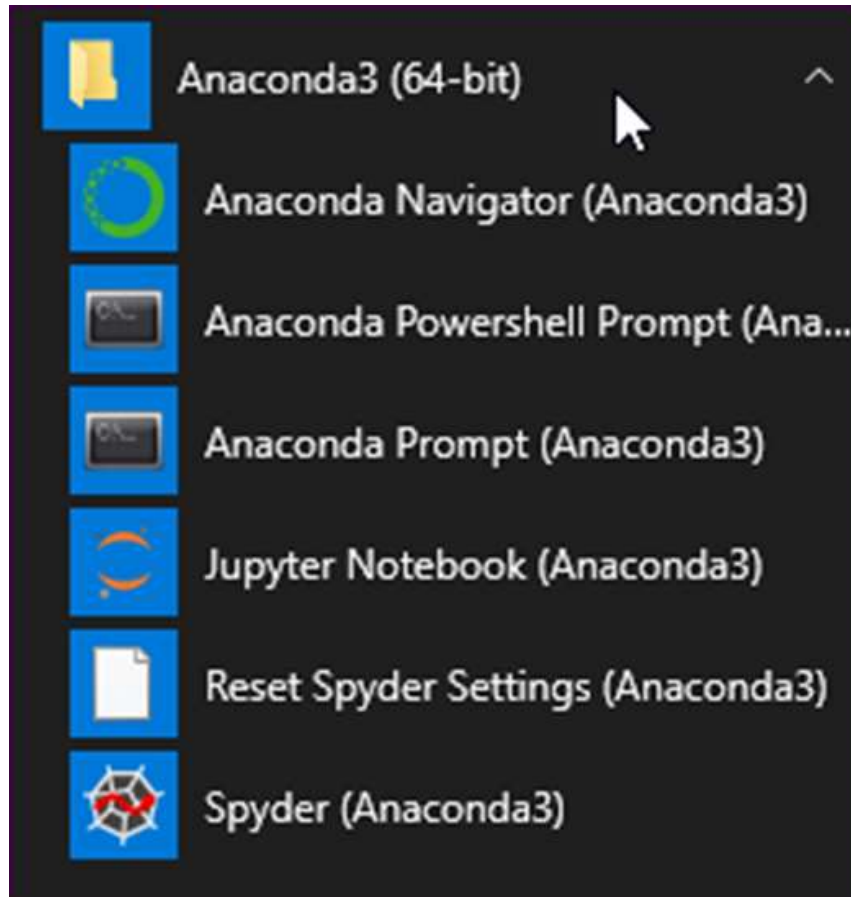 Anaconda3 (64-bit)
Anaconda Navigator (Anaconda3)
Anaconda Powershell Prompt (Ana...
Anaconda Prompt (Anaconda3)
Jupyter Notebook (Anaconda3)
Reset Spyder Settings (Anaconda3)
Spyder (Anaconda3)